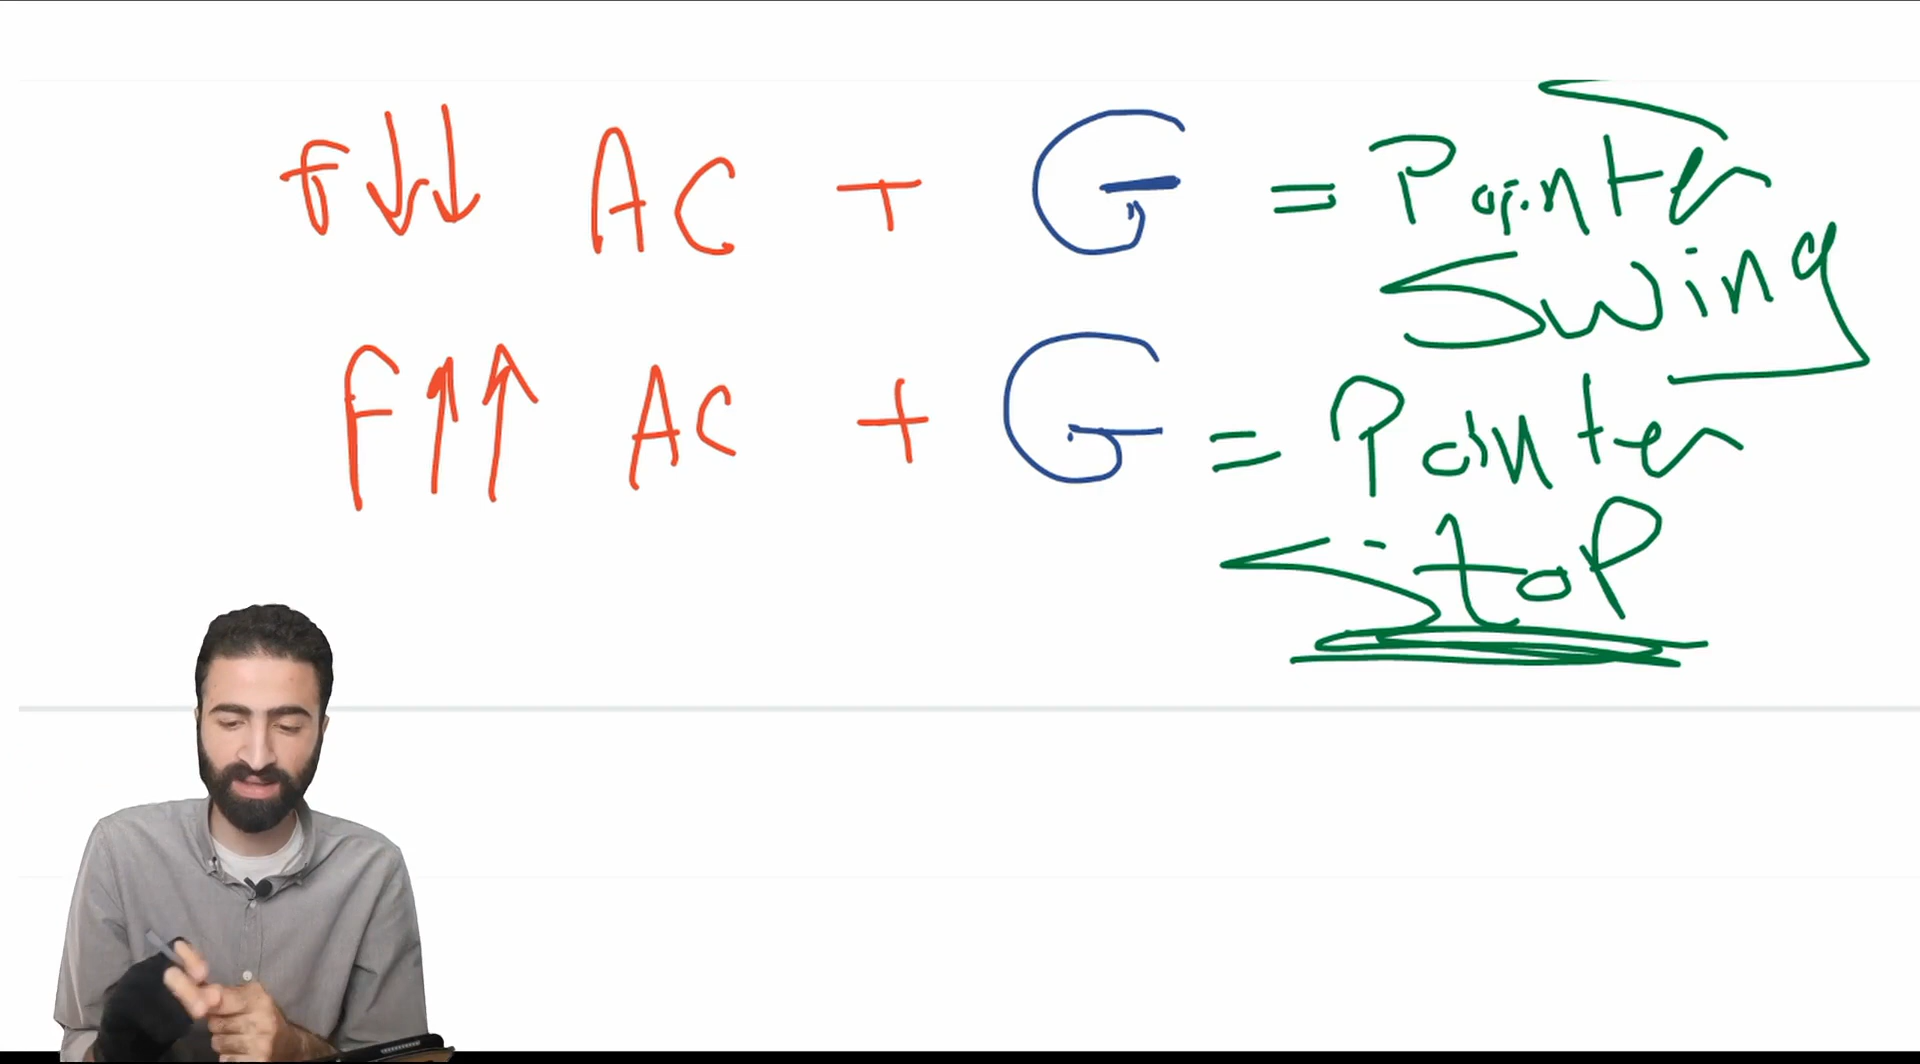 F↓↓ AC + G = Pointer
Swing
F↑↑ AC + G = Pointer
stoP